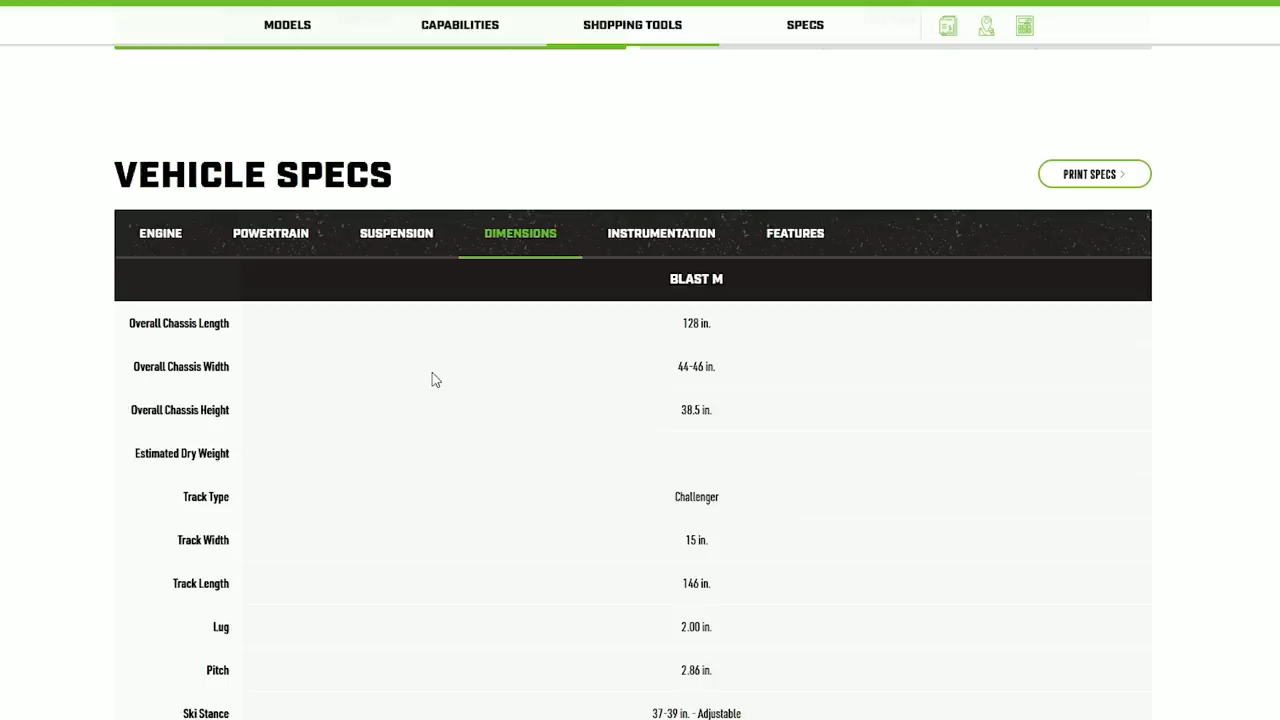 MODELS CAPABILITIES SHOPPING TOOLS SPECS
VEHICLE SPECS
PRINT SPECS >
ENGINE POWERTRAIN SUSPENSION DIMENSIONS INSTRUMENTATION FEATURES
BLAST M
Overall Chassis Length 128 in.
Overall Chassis Width 44-46 in.
Overall Chassis Height 38.5 in.
Estimated Dry Weight
Track Type Challenger
Track Width 15 in.
Track Length 146 in.
Lug 2.00 in.
Pitch 2.86 in.
Ski Stance 37-39 in. - Adjustable